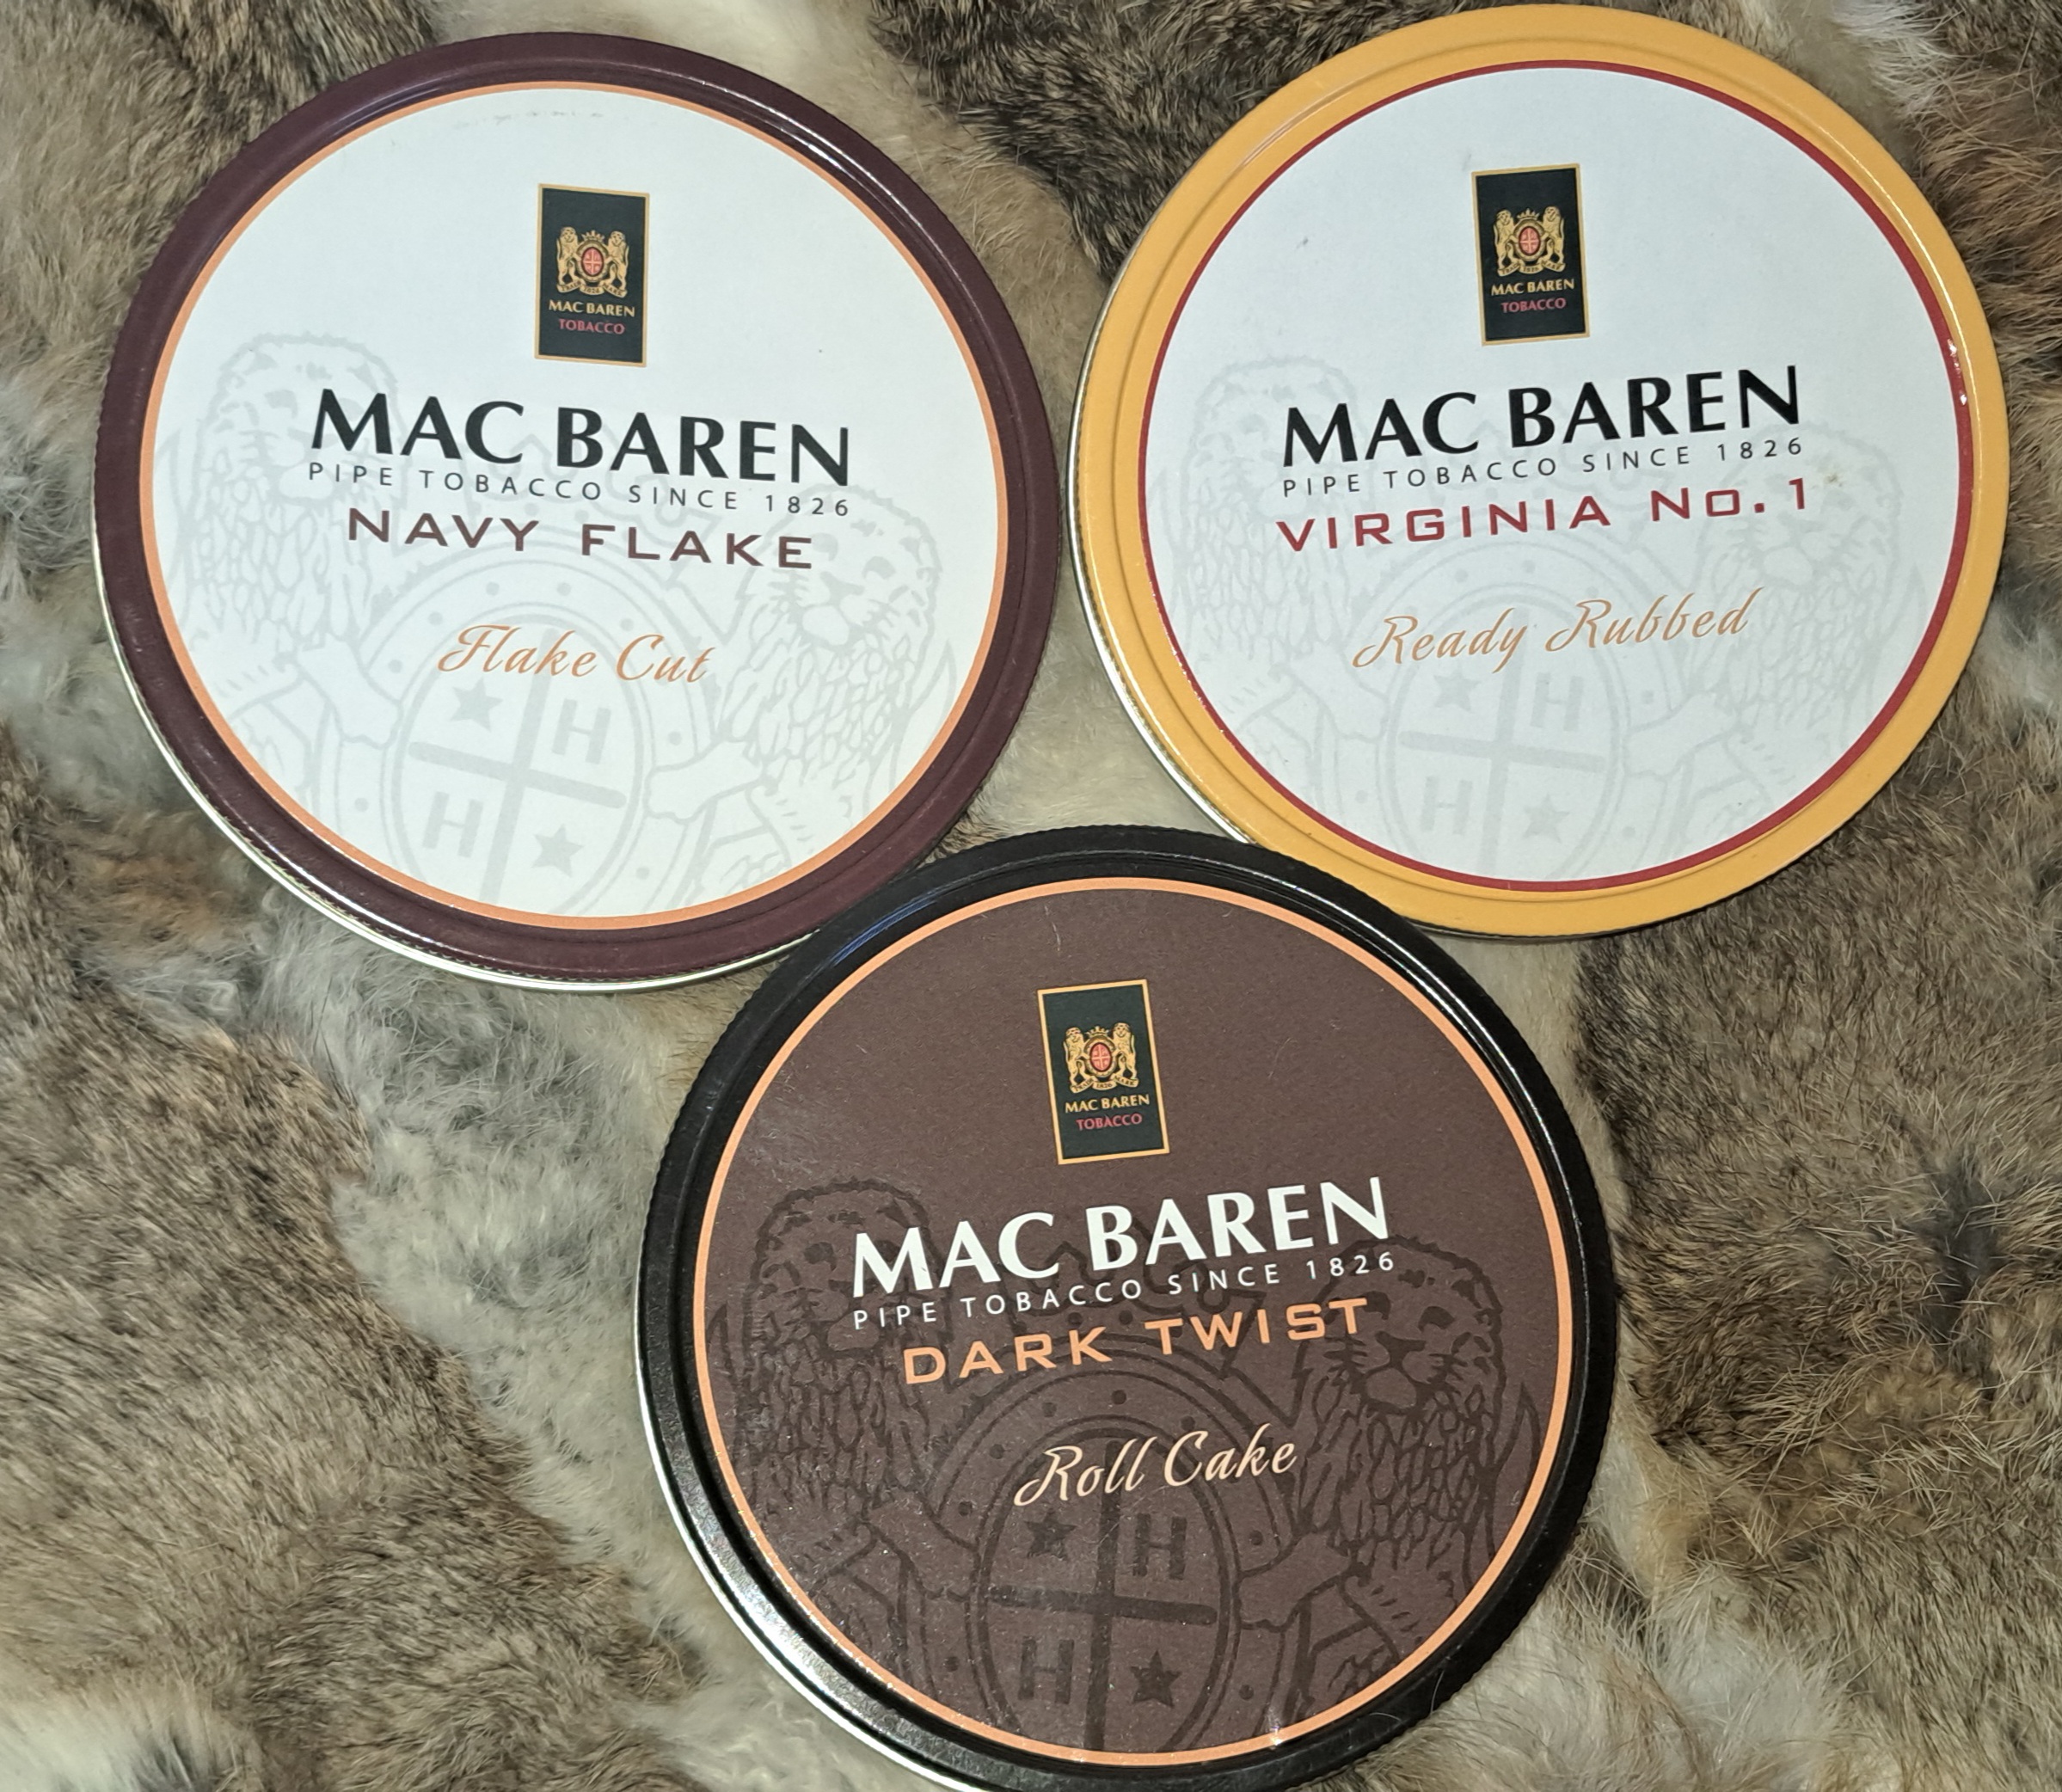 MAC BAREN
TOBACCO
MAC BAREN
PIPE TOBACCO SINCE 1826
NAVY FLAKE
Flake Cut
H
H
MAC BAREN
TOBACCO
MAC BAREN
PIPE TOBACCO SINCE 1826
VIRGINIA No.1
Ready Rubbed
H
H
MAC BAREN
TOBACCO
MAC BAREN
PIPE TOBACCO SINCE 1826
DARK TWIST
Roll Cake
H
H